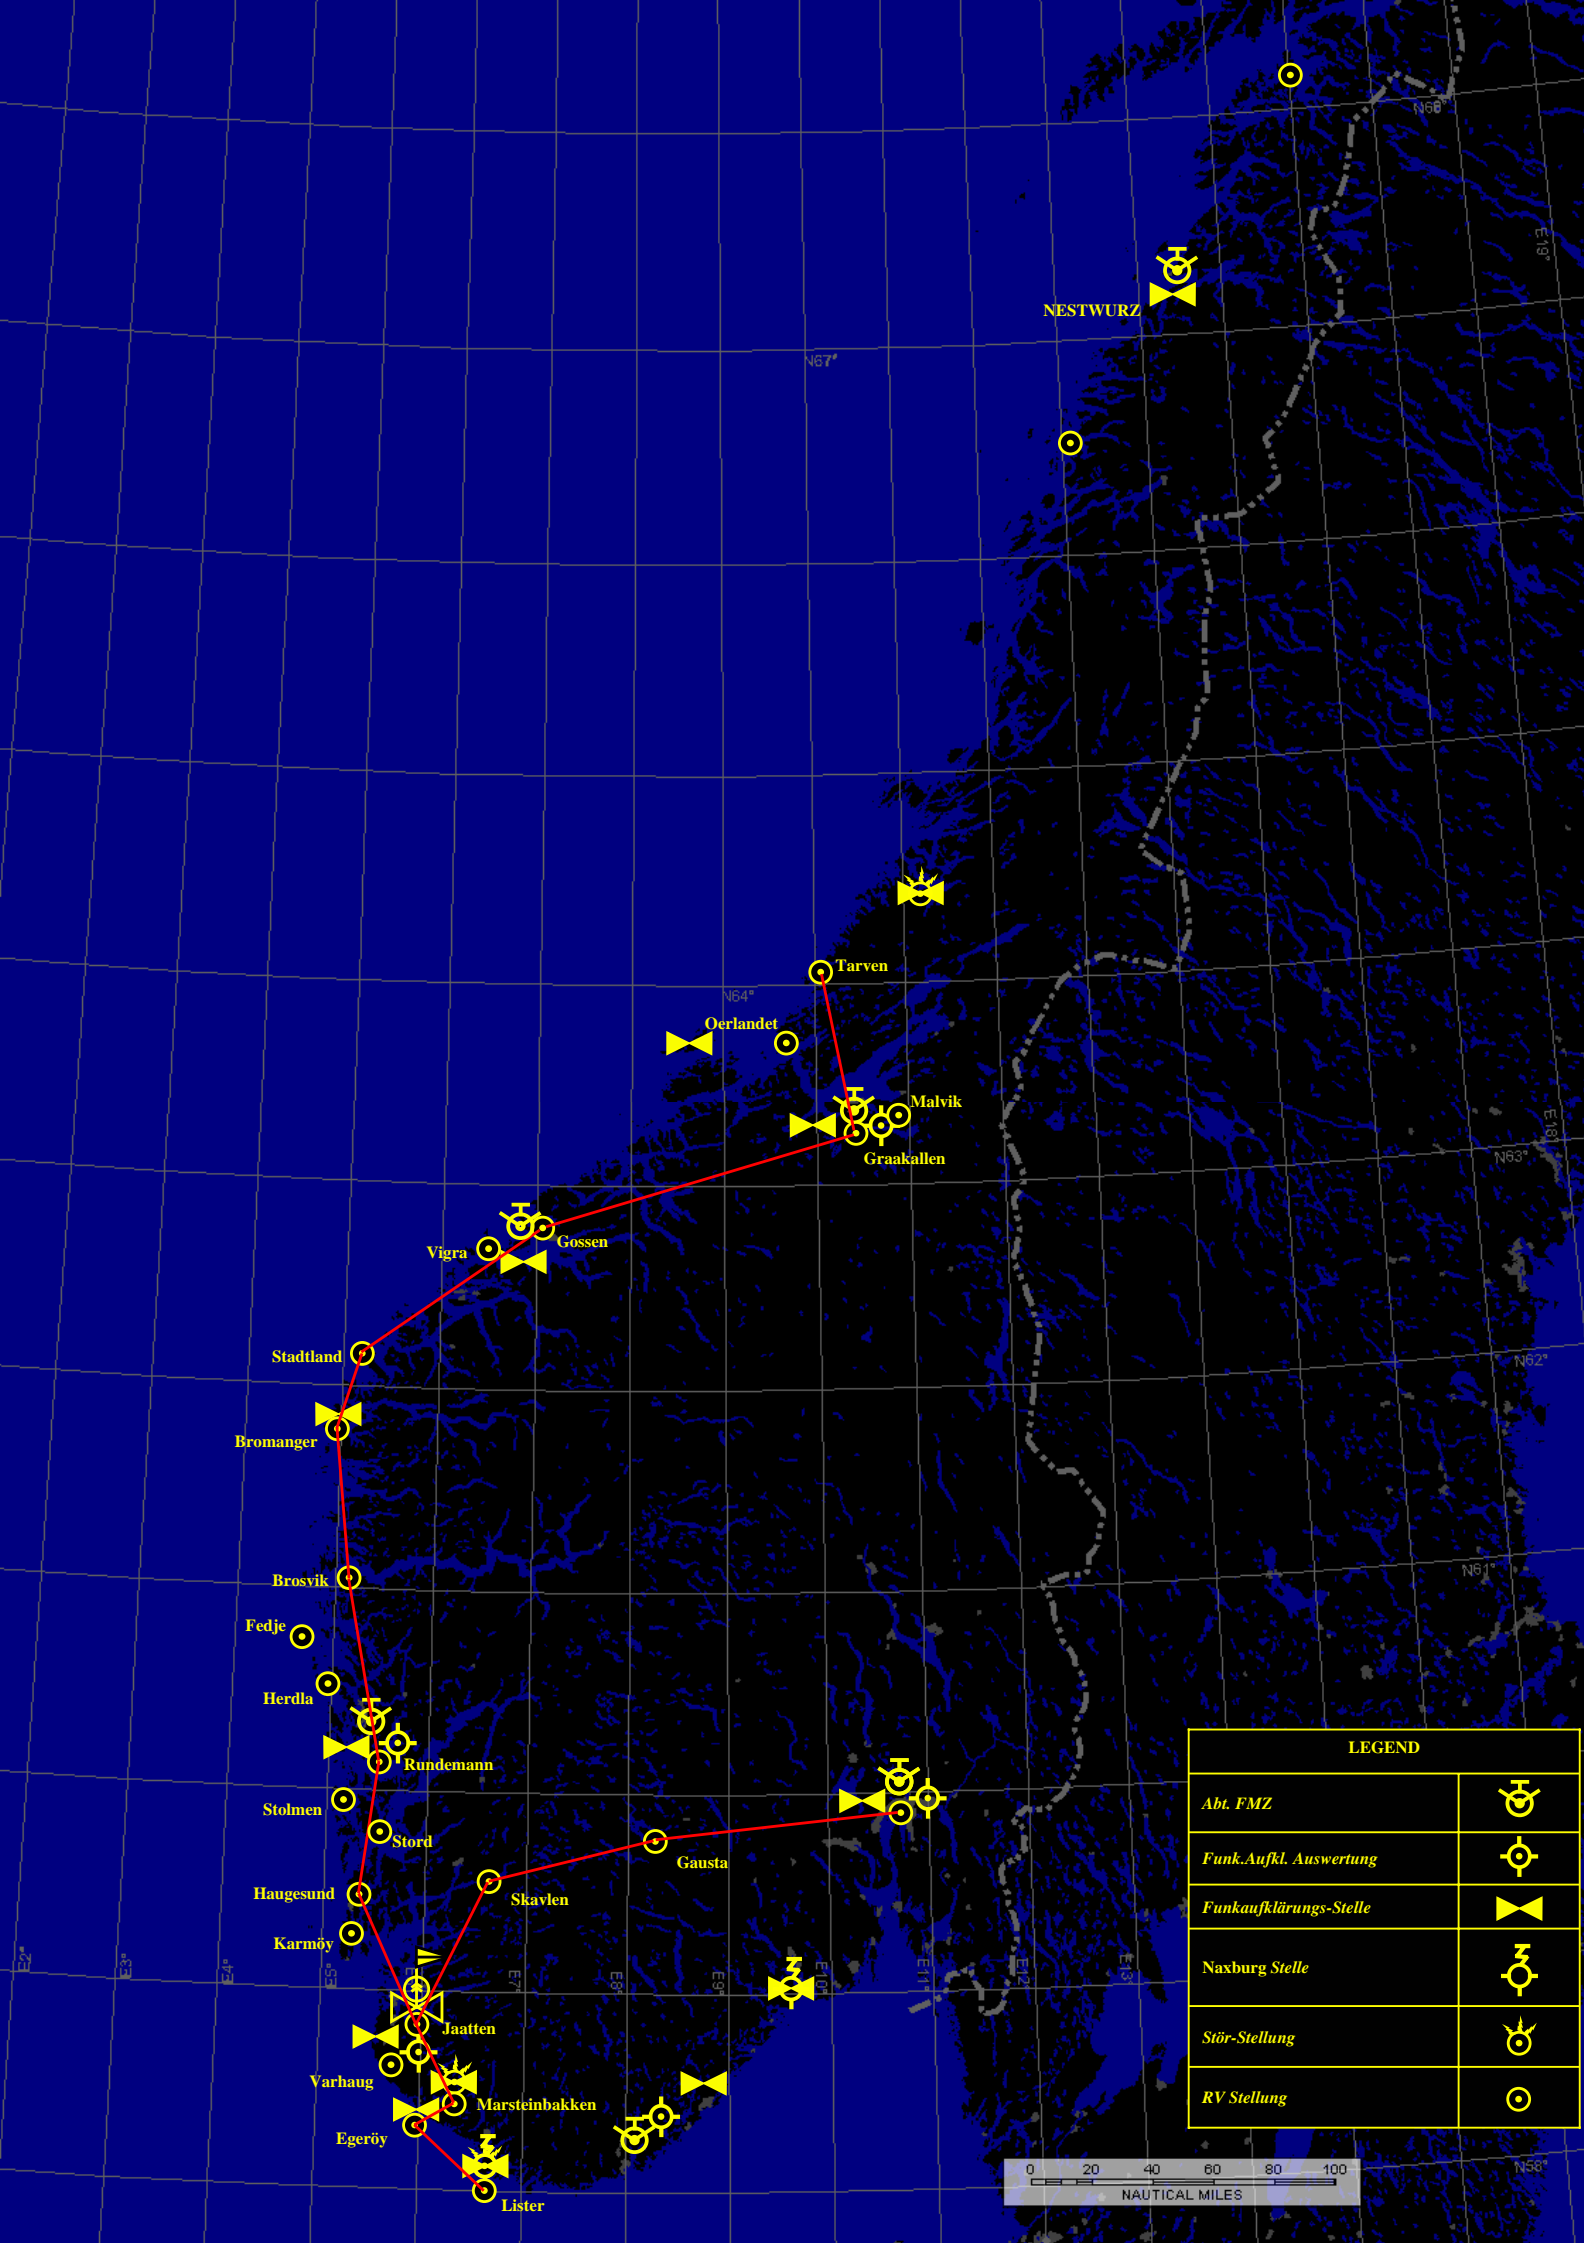 N68°
E19°
NESTWURZ
N67°
Tarven
N64°
Oerlandet
Malvik
Graakallen
E18°
N63°
Gossen
Vigra
Stadtland
N62°
Bromanger
Brosvik
N61°
Fedje
Herdla
Rundemann
Stolmen
Stord
Gausta
Haugesund
Skavlen
Karmöy
E2°
E3°
E4°
E5°
E7°
E8°
E9°
E10°
E11°
E12°
E13°
Jaatten
Varhaug
Marsteinbakken
Egeröy
Lister
LEGEND
Abt. FMZ
Funk.Aufkl. Auswertung
Funkaufklärungs-Stelle
Naxburg Stelle
Stör-Stellung
RV Stellung
N58°
0 20 40 60 80 100
NAUTICAL MILES